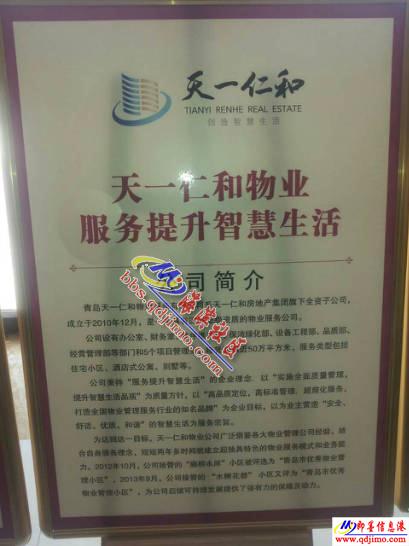 天一仁和
TIANYI RENHE REAL ESTATE
创造智慧生活
天一仁和物业
服务提升智慧生活
公司简介
青岛天一仁和物
天一仁和房地产集团旗下全资子公司,
成立于2010年12月,是
资质的物业服务公司。
公司设有办公室、财务
保障绿化部、设备工程部、品质部、
经营管理部等部门和5个项目管理
50万平方米,服务类型包括
住宅小区、酒店式公寓、别墅等。
公司秉持“服务提升智慧生活”的企业理念,以“实施全面质量管理,
提升智慧生活品质”为质量方针,以“高品质定位,高标准管理,超细化服务,
打造全国物业管理服务行业的知名品牌”为企业目标,以为业主营造“安全、
舒适、优质、和谐”的智慧生活为服务宗旨。
为达到这一目标,天一仁和物业公司广泛借鉴各大物业管理公司经验,结
合自身服务理念,短短两年多时间就建立起独具特色的物业服务模式和业务能
力。2012年10月,公司接管的
小区被评选为“青岛市优秀物业管
理小区”,2013年9月,公司接管的
小区又评为“青岛市优秀
物业管理小区”,为公司后续可持续发展提供了强有力的保障及动力。
海滨社区
bbs.qdjimo.com
即墨信息港
www.qdjimo.com